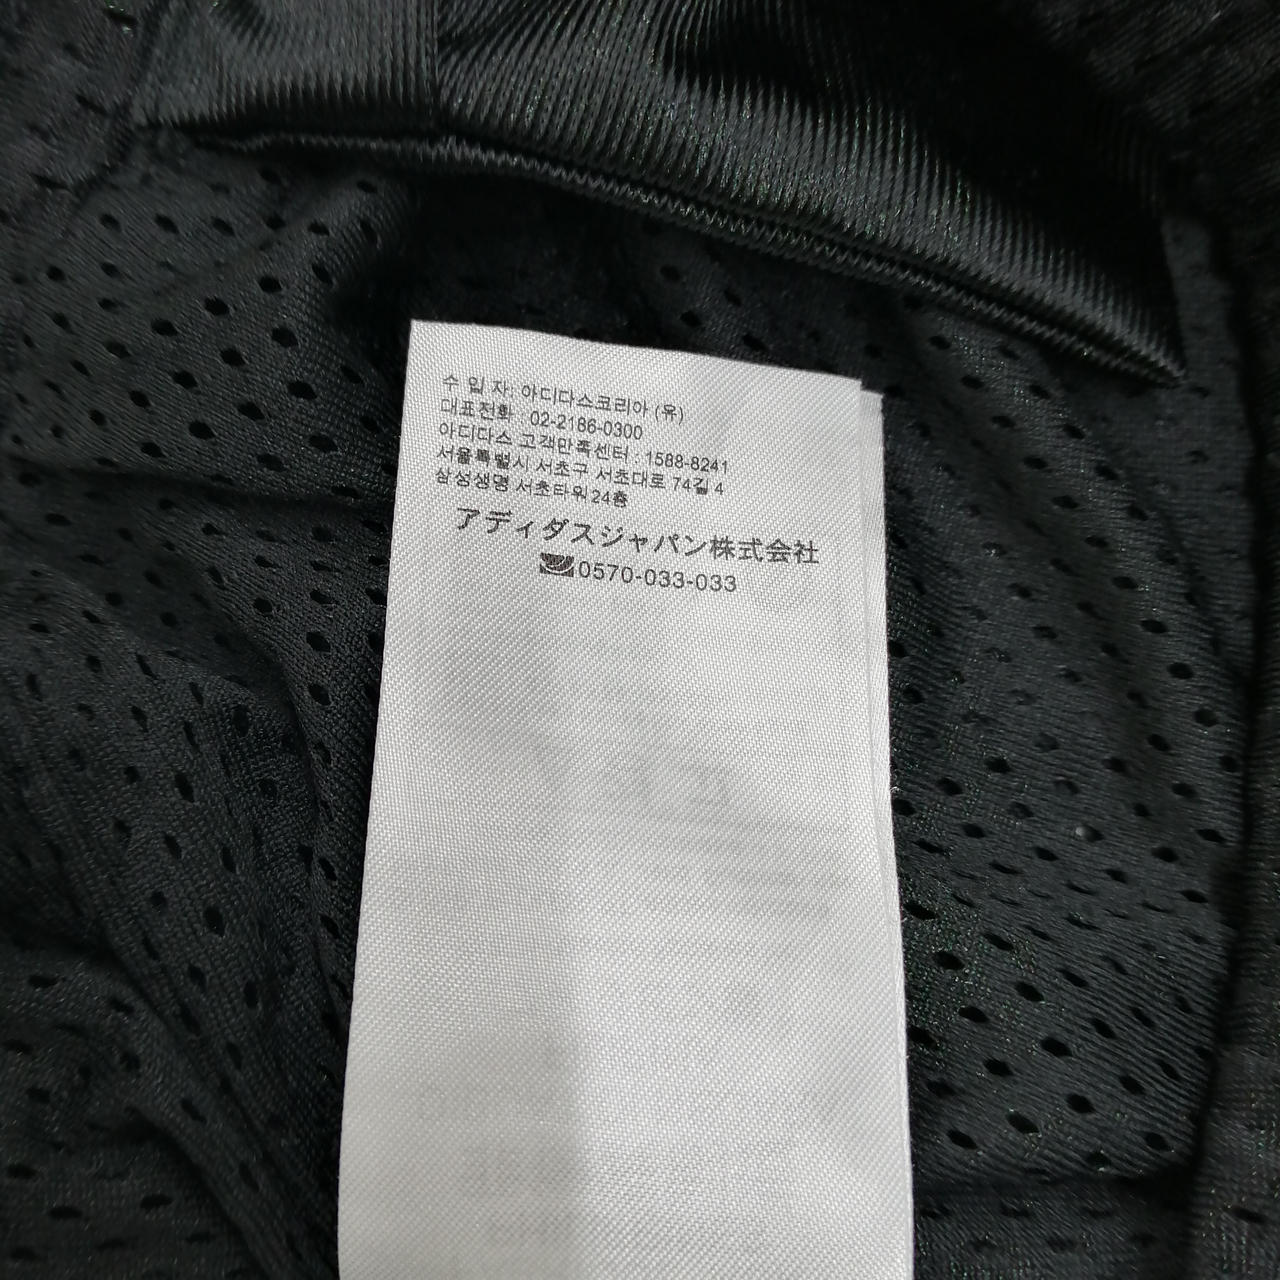 수 입 자: 아디다스코리아 (유)
대표전화 : 02-2186-0300
아디다스 고객만족센터 : 1588-8241
서울특별시 서초구 서초대로 74길 4
삼성생명 서초타워 24층
アディダスジャパン株式会社
0570-033-033